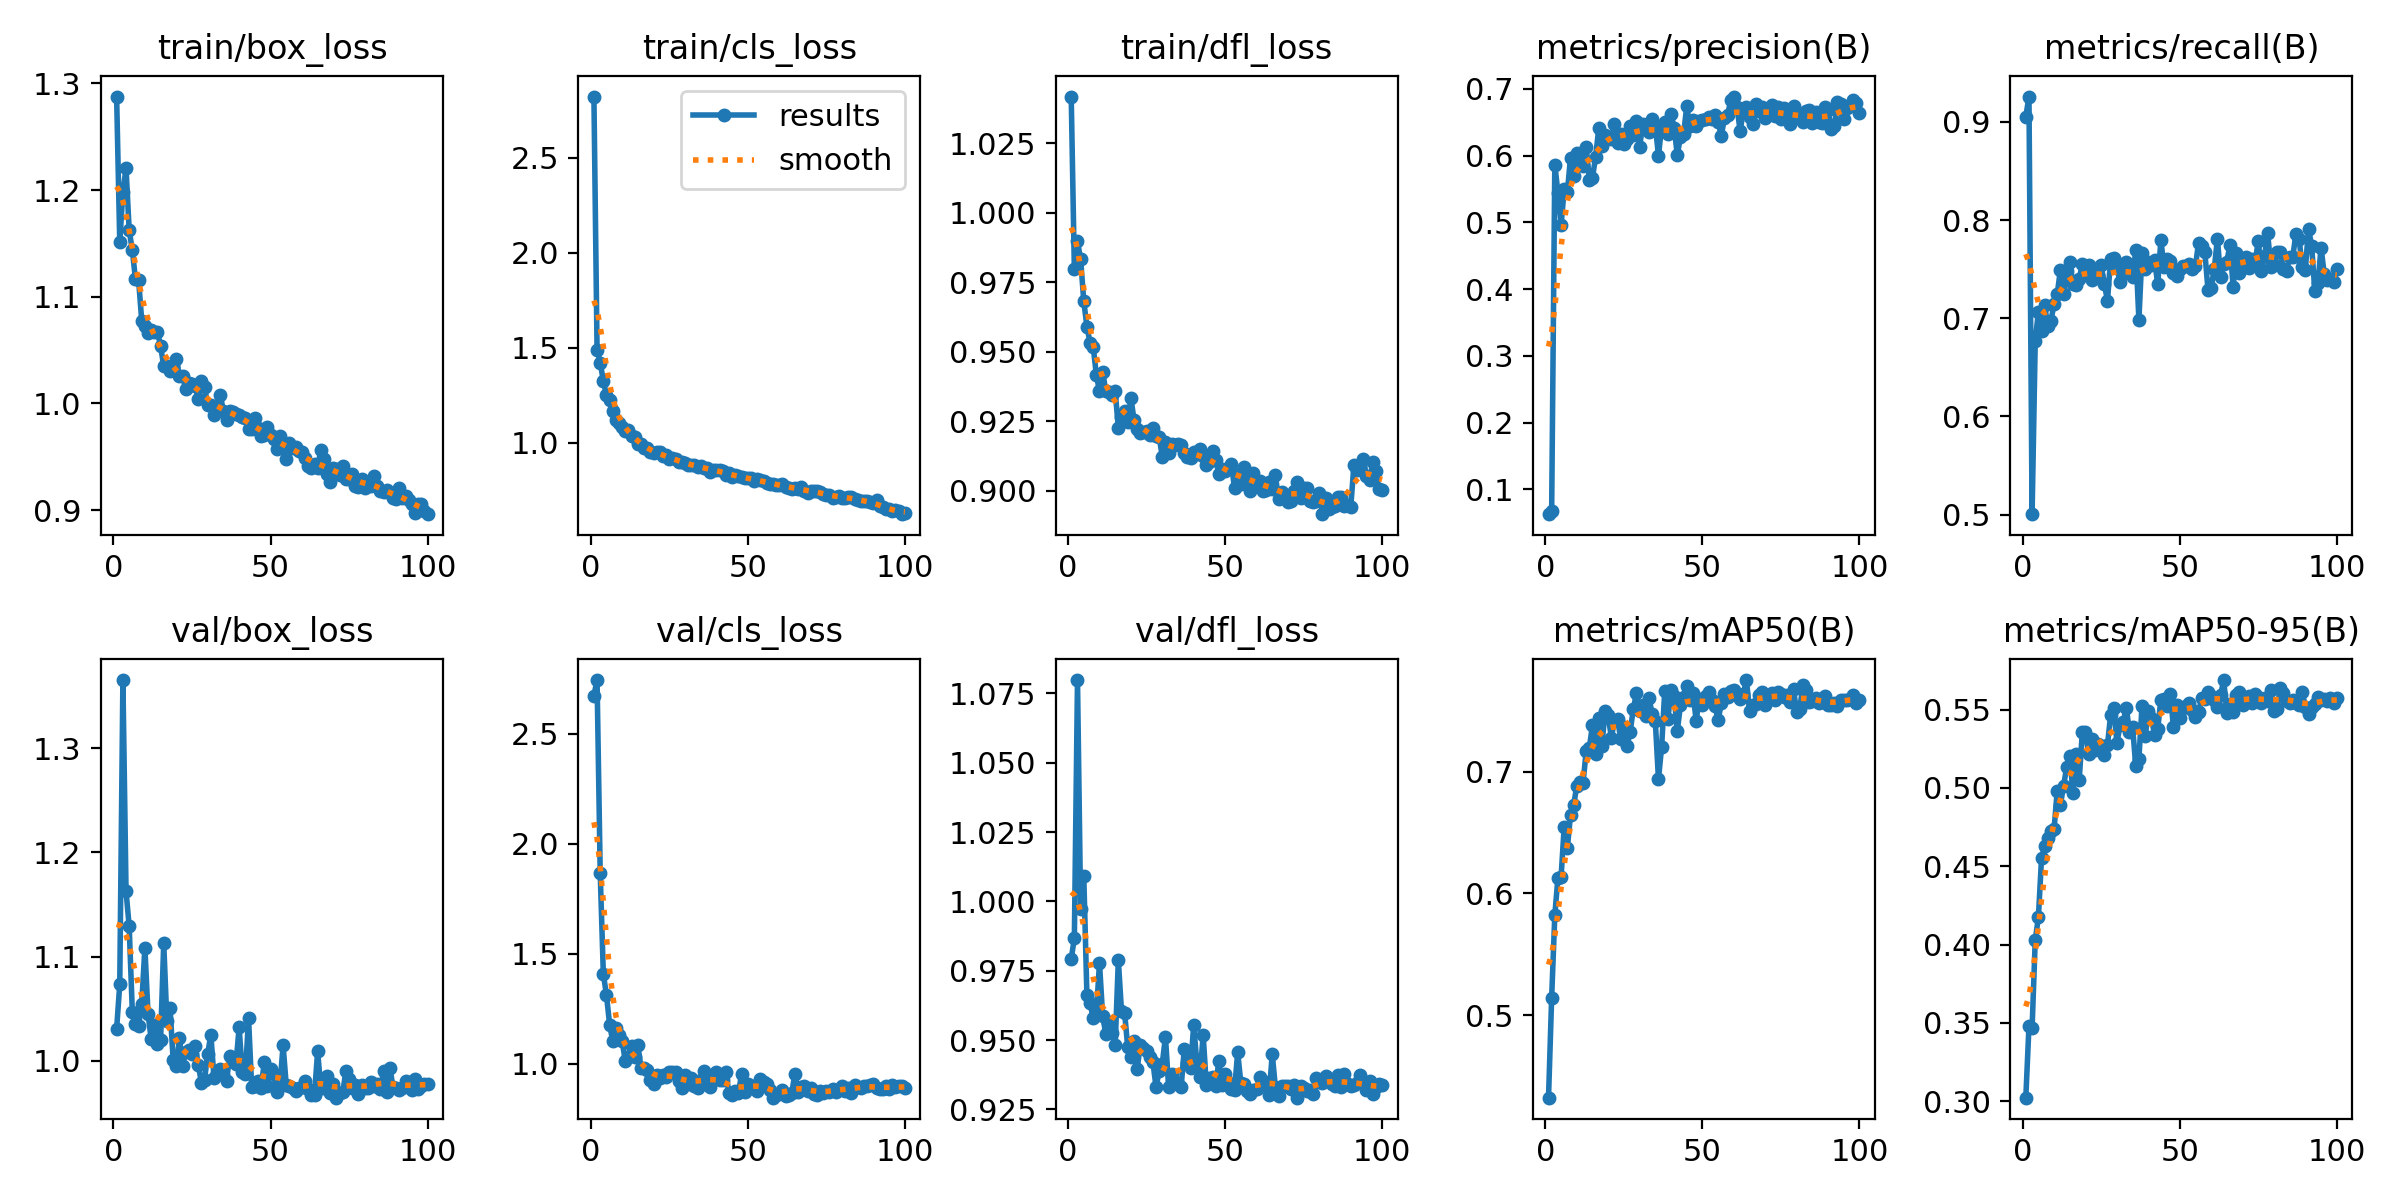 train/box_loss
1.3
1.2
1.1
1.0
0.9
0 50 100
train/cls_loss
results
smooth
2.5
2.0
1.5
1.0
0 50 100
train/dfl_loss
1.025
1.000
0.975
0.950
0.925
0.900
0 50 100
metrics/precision(B)
0.7
0.6
0.5
0.4
0.3
0.2
0.1
0 50 100
metrics/recall(B)
0.9
0.8
0.7
0.6
0.5
0 50 100
val/box_loss
1.3
1.2
1.1
1.0
0 50 100
val/cls_loss
2.5
2.0
1.5
1.0
0 50 100
val/dfl_loss
1.075
1.050
1.025
1.000
0.975
0.950
0.925
0 50 100
metrics/mAP50(B)
0.7
0.6
0.5
0 50 100
metrics/mAP50-95(B)
0.55
0.50
0.45
0.40
0.35
0.30
0 50 100